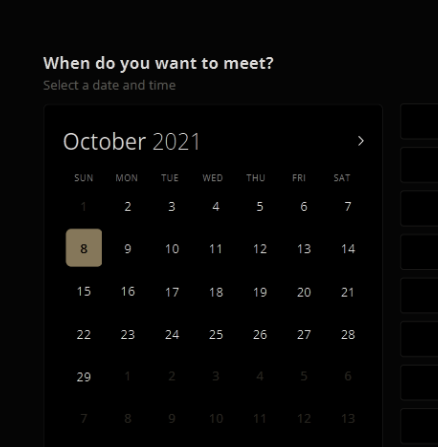 When do you want to meet?
Select a date and time
October 2021
SUN MON TUE WED THU FRI SAT
1 2 3 4 5 6 7
8 9 10 11 12 13 14
15 16 17 18 19 20 21
22 23 24 25 26 27 28
29 1 2 3 4 5 6
7 8 9 10 11 12 13